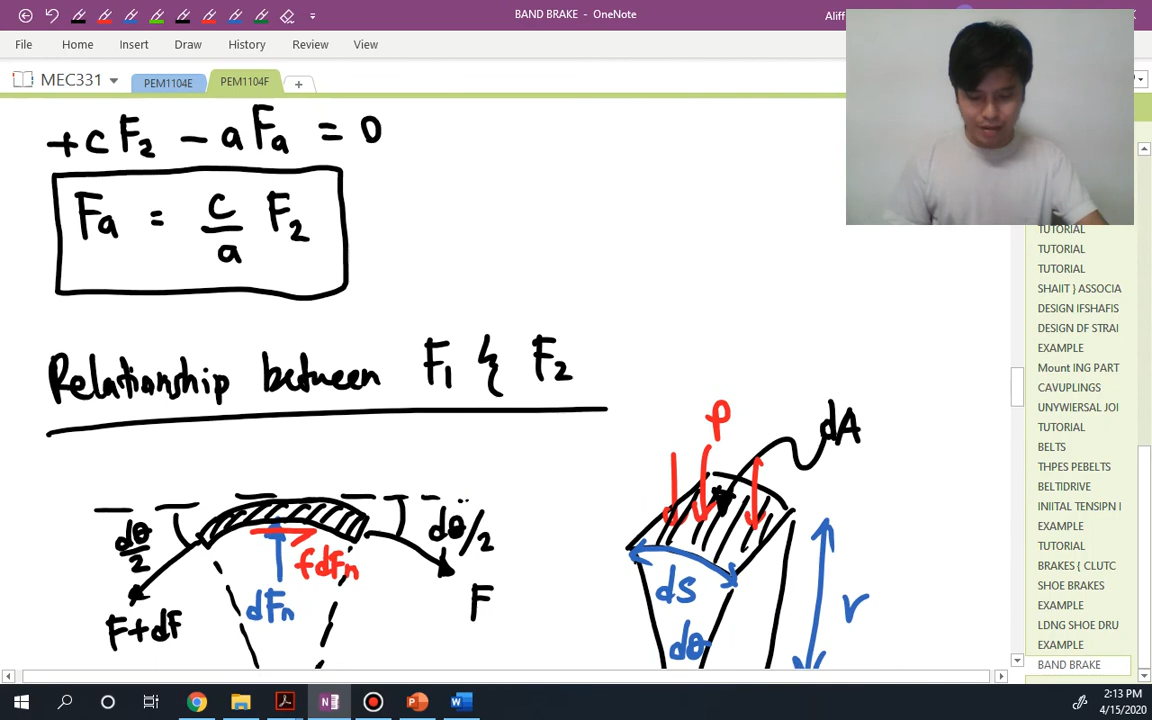 BAND BRAKE - OneNote
Aliff
File Home Insert Draw History Review View
MEC331
PEM1104E
PEM1104F
+cF₂ - aFa = 0
Fa = c/a F₂
Relationship between F₁ & F₂
P
dA
dθ/2
dθ/2
fdFn
dFn
F+dF
F
ds
dθ
r
TUTORIAL
TUTORIAL
TUTORIAL
SHAIIT } ASSOCIA
DESIGN IFSHAFIS
DESIGN DF STRAI
EXAMPLE
Mount ING PART
CAVUPLINGS
UNYWIERSAL JOI
TUTORIAL
BELTS
THPES PEBELTS
BELTIDRIVE
INIITAL TENSIPN I
EXAMPLE
TUTORIAL
BRAKES { CLUTC
SHOE BRAKES
EXAMPLE
LDNG SHOE DRU
EXAMPLE
BAND BRAKE
2:13 PM
4/15/2020